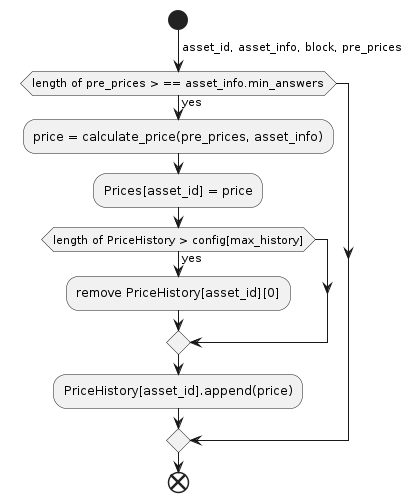 asset_id, asset_info, block, pre_prices
length of pre_prices > == asset_info.min_answers
yes
price = calculate_price(pre_prices, asset_info)
Prices[asset_id] = price
length of PriceHistory > config[max_history]
yes
remove PriceHistory[asset_id][0]
PriceHistory[asset_id].append(price)